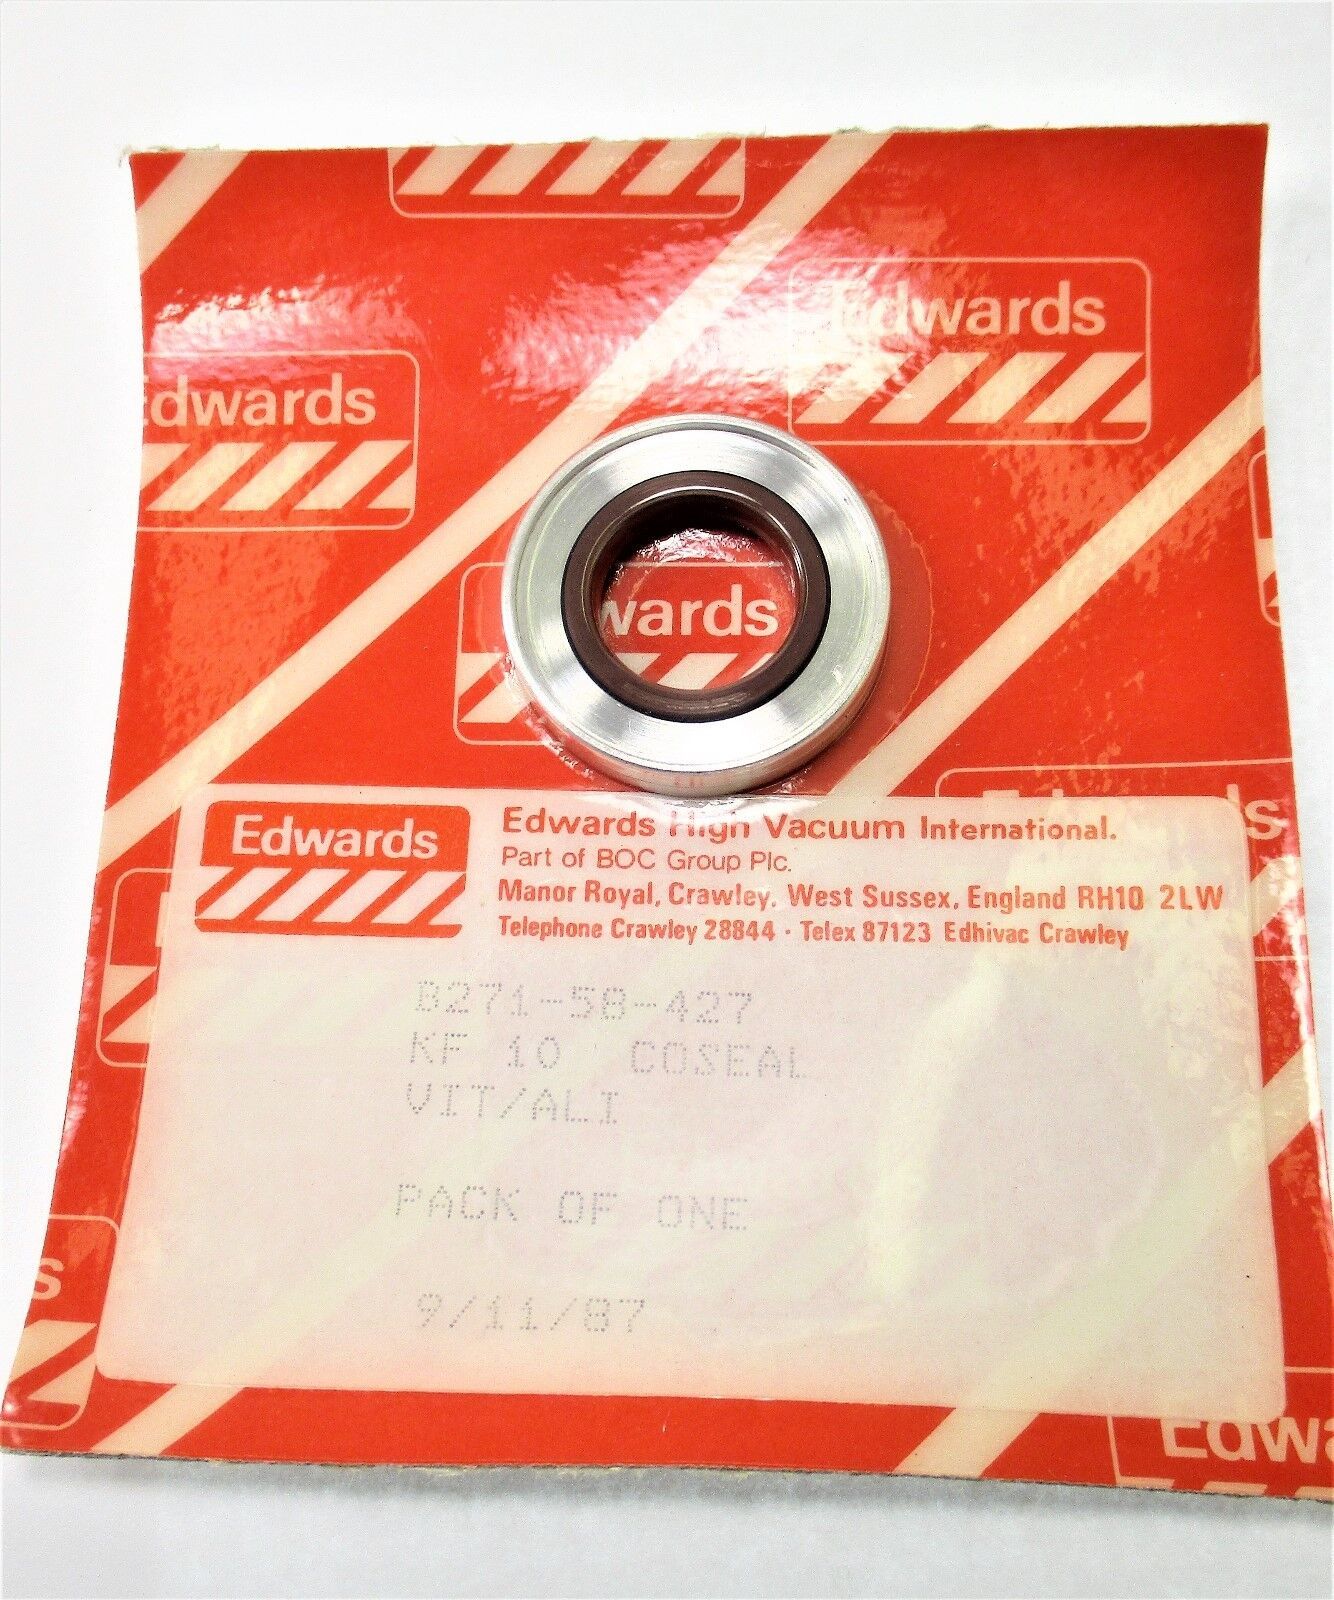 Edwards
Edwards
wards
s
Edwards
Edwards High Vacuum International.
Part of BOC Group Plc.
Manor Royal, Crawley, West Sussex, England RH10 2LW
Telephone Crawley 28844 · Telex 87123 Edhivac Crawley
B271-58-427
KF 10 COSEAL
VIT/ALI
PACK OF ONE
9/11/87
s
Edwa